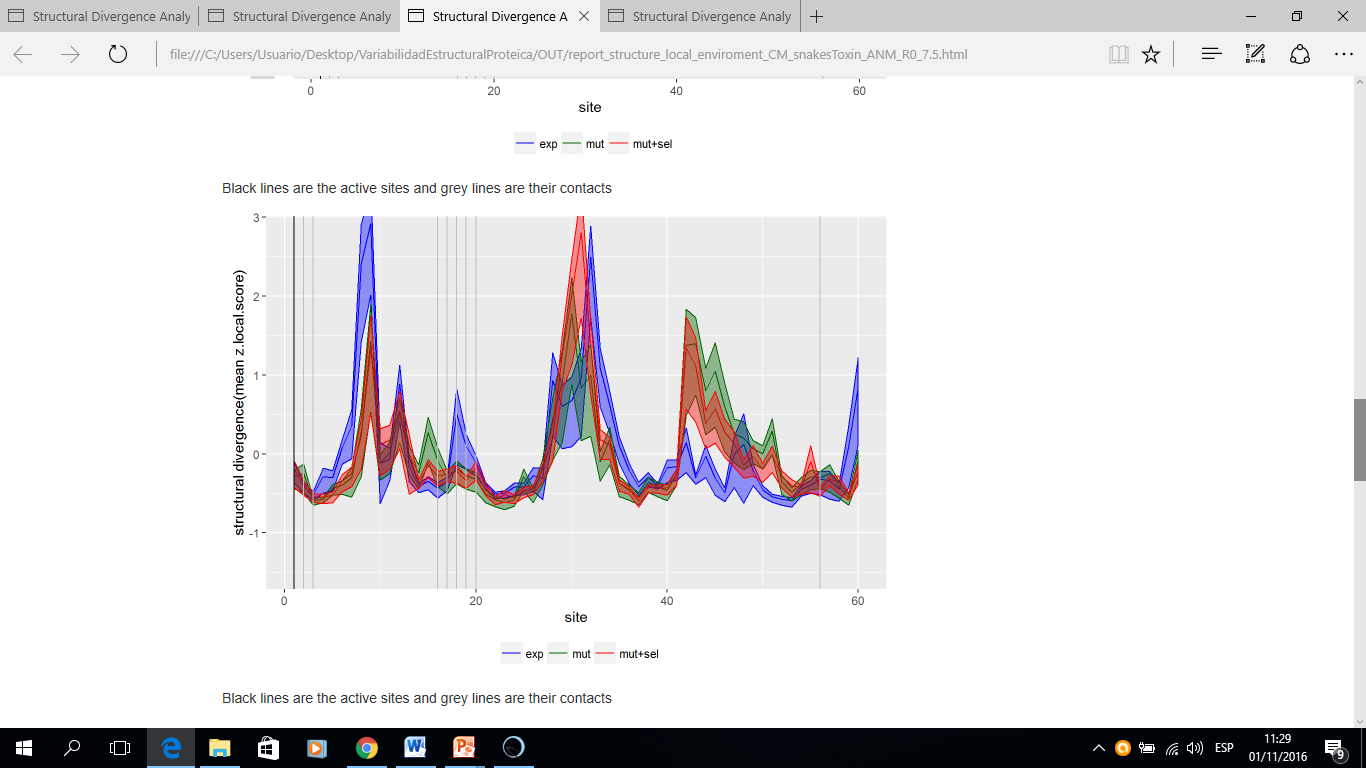 Structural Divergence Analy
Structural Divergence Analy
Structural Divergence A
Structural Divergence Analy
file:///C:/Users/Usuario/Desktop/VariabilidadEstructuralProteica/OUT/report_structure_local_enviroment_CM_snakesToxin_ANM_R0_7.5.html
0 20 40 60
site
exp mut mut+sel
Black lines are the active sites and grey lines are their contacts
structural divergence(mean z.local.score)
3
2
1
0
-1
0 20 40 60
site
exp mut mut+sel
Black lines are the active sites and grey lines are their contacts
ESP
11:29
01/11/2016
9